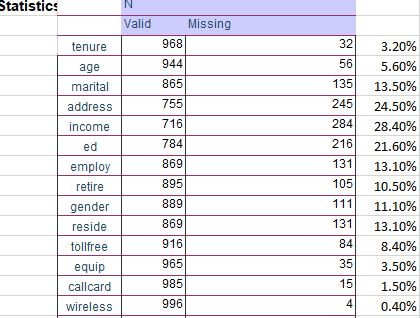 Statistics N
Valid Missing
tenure 968 32 3.20%
age 944 56 5.60%
marital 865 135 13.50%
address 755 245 24.50%
income 716 284 28.40%
ed 784 216 21.60%
employ 869 131 13.10%
retire 895 105 10.50%
gender 889 111 11.10%
reside 869 131 13.10%
tollfree 916 84 8.40%
equip 965 35 3.50%
callcard 985 15 1.50%
wireless 996 4 0.40%